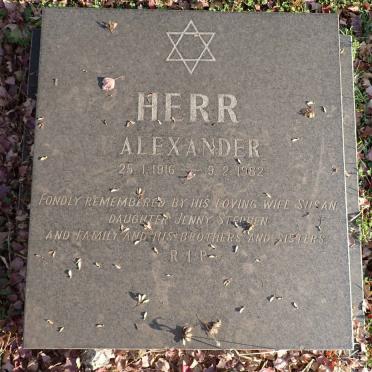 HERR
ALEXANDER
25.1.1916 – 9.2.1982
FONDLY REMEMBERED BY HIS LOVING WIFE SUSAN
DAUGHTER JENNY STEPHEN
AND FAMILY AND HIS BROTHERS AND SISTERS
R.I.P.